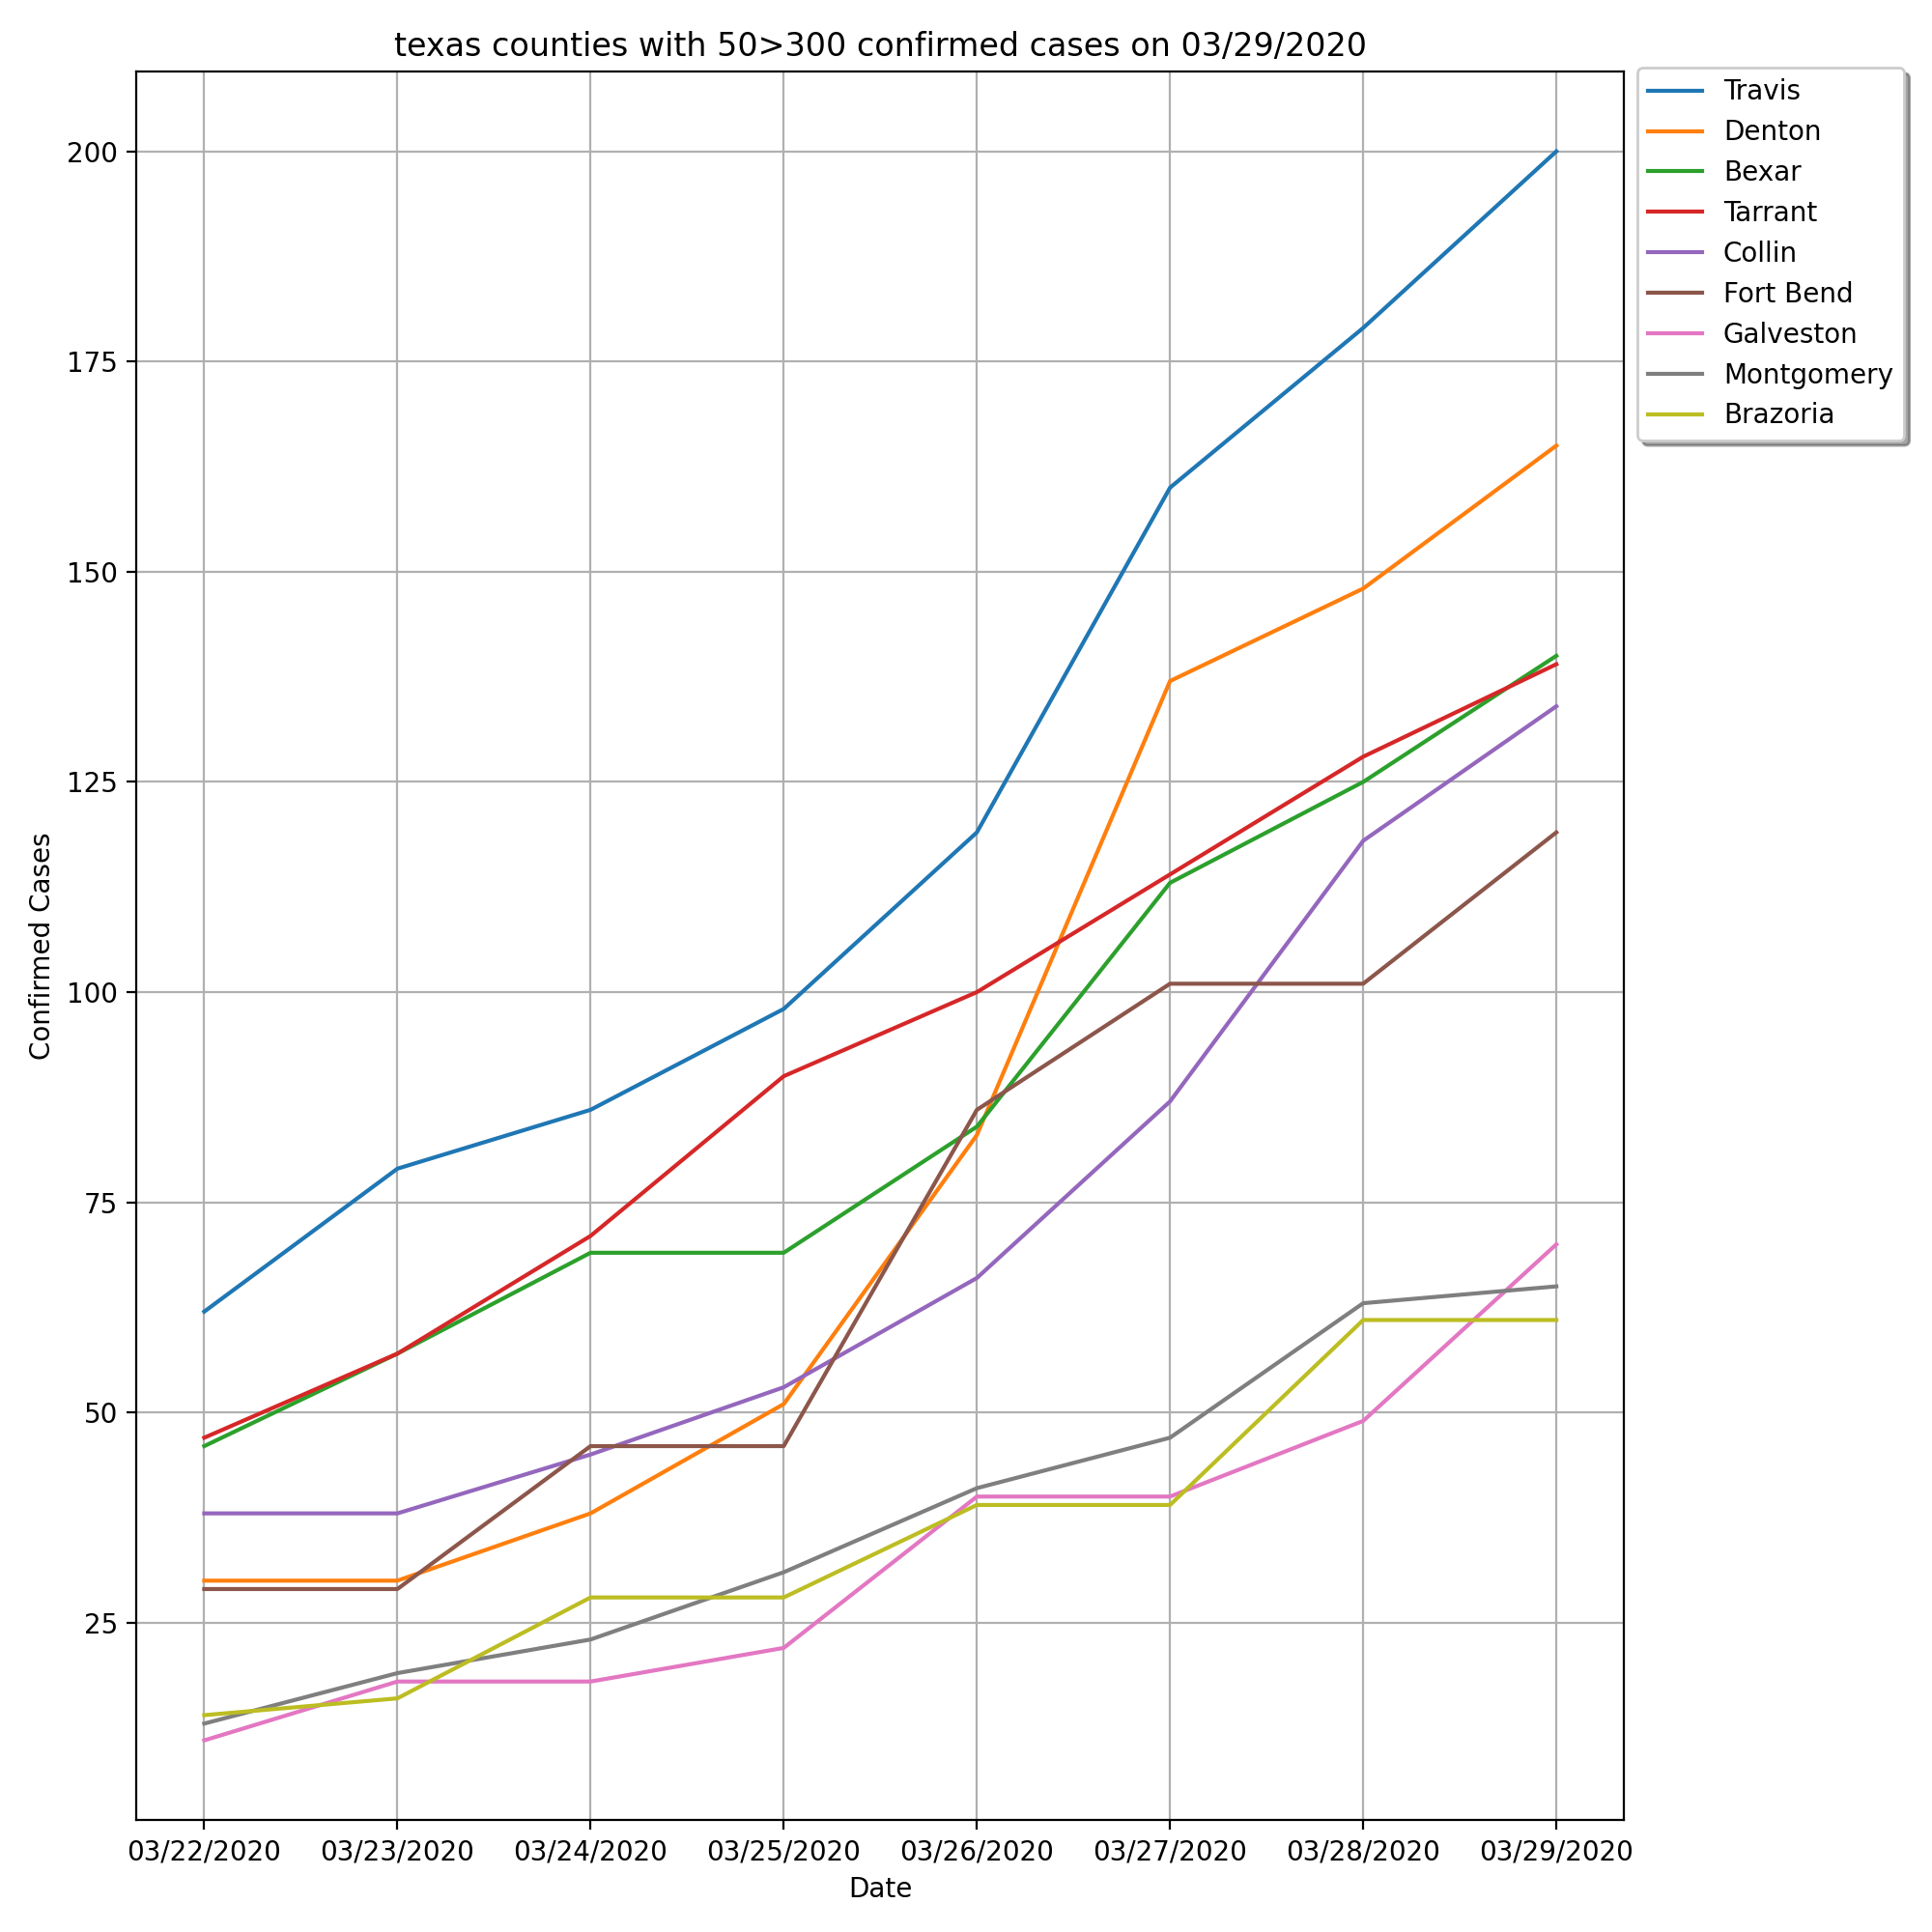 texas counties with 50>300 confirmed cases on 03/29/2020
Travis
Denton
Bexar
Tarrant
Collin
Fort Bend
Galveston
Montgomery
Brazoria
200
175
150
125
100
75
50
25
Confirmed Cases
03/22/2020 03/23/2020 03/24/2020 03/25/2020 03/26/2020 03/27/2020 03/28/2020 03/29/2020
Date